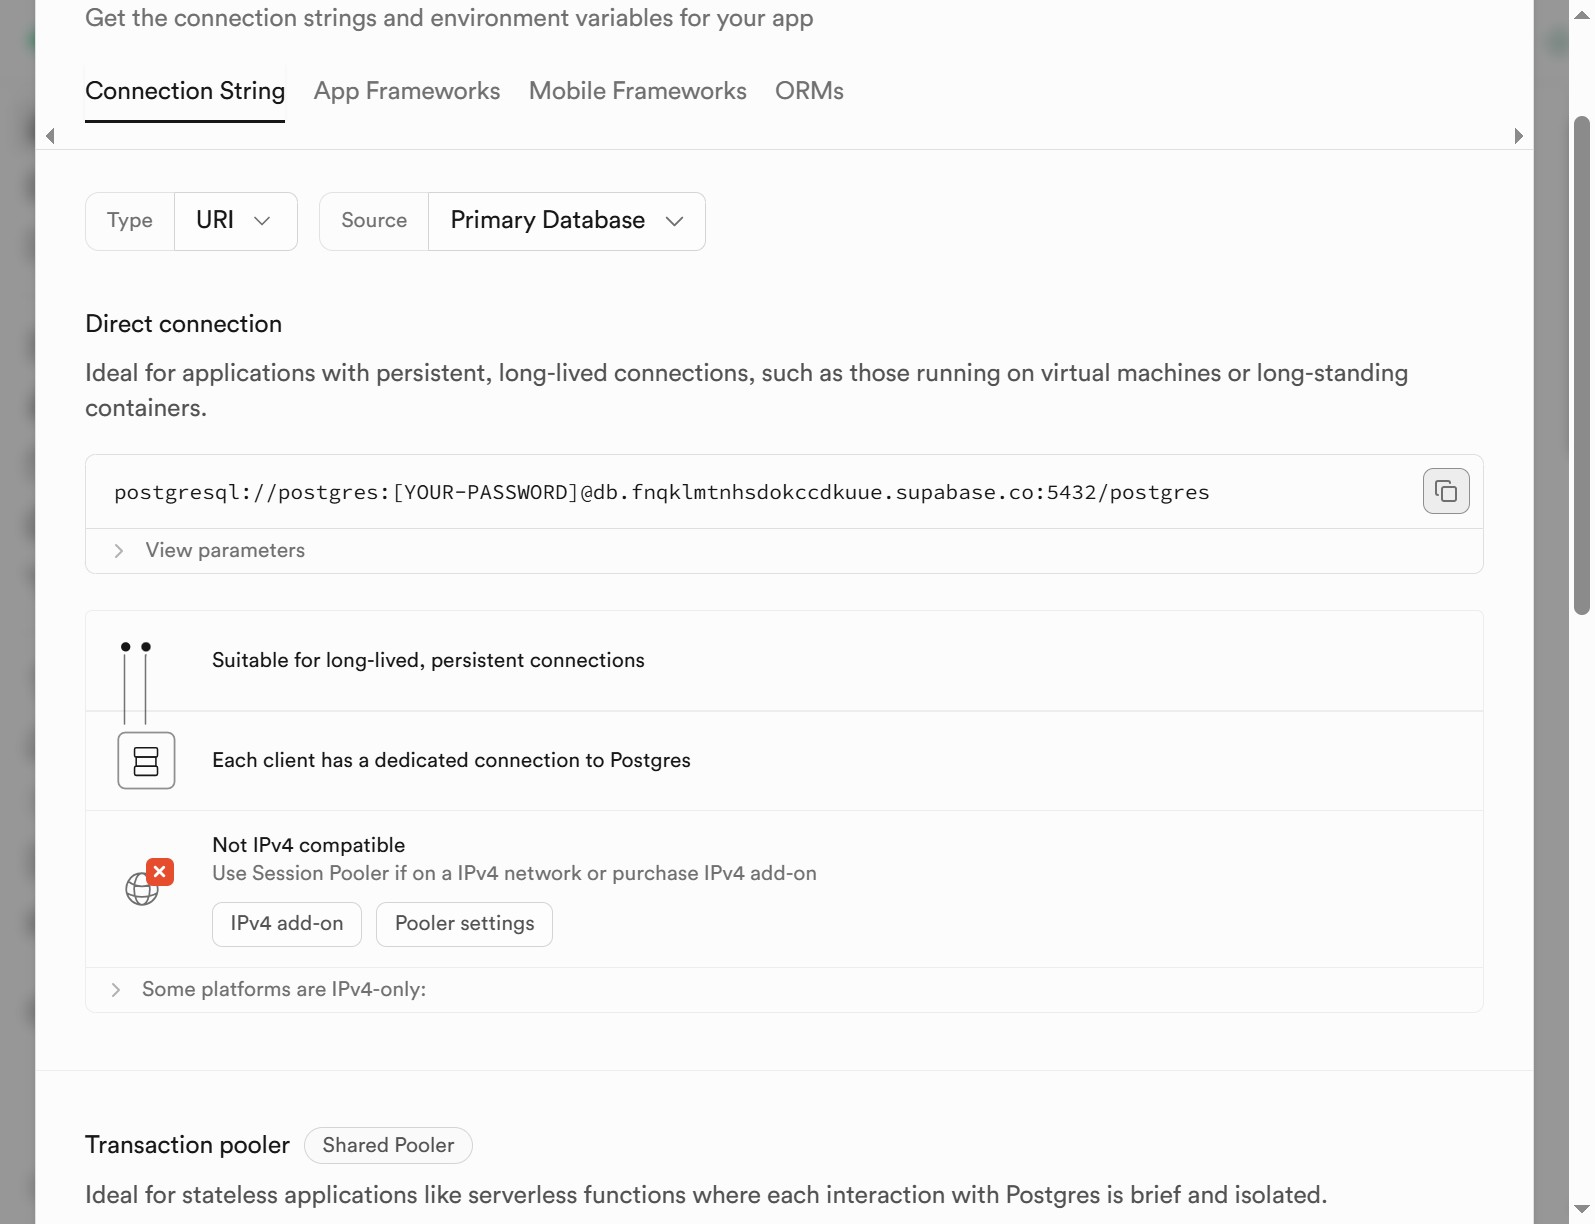 Get the connection strings and environment variables for your app
Connection String App Frameworks Mobile Frameworks ORMs
Type URI Source Primary Database
Direct connection
Ideal for applications with persistent, long-lived connections, such as those running on virtual machines or long-standing
containers.
postgresql://postgres:[YOUR-PASSWORD]@db.fnqklmtnhsdokccdkuue.supabase.co:5432/postgres
View parameters
Suitable for long-lived, persistent connections
Each client has a dedicated connection to Postgres
Not IPv4 compatible
Use Session Pooler if on a IPv4 network or purchase IPv4 add-on
IPv4 add-on Pooler settings
Some platforms are IPv4-only:
Transaction pooler Shared Pooler
Ideal for stateless applications like serverless functions where each interaction with Postgres is brief and isolated.